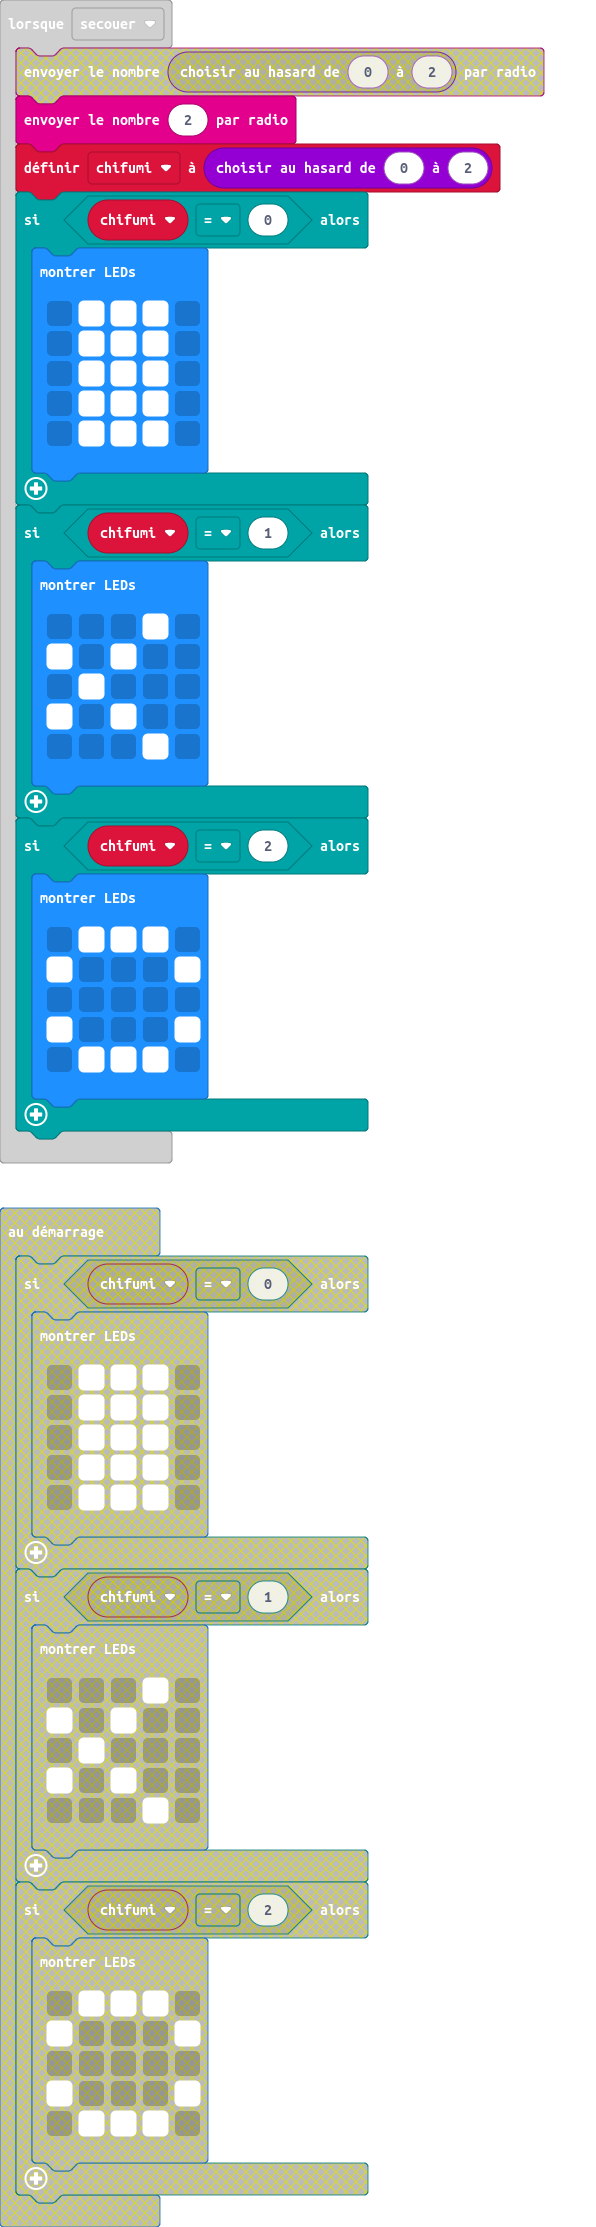 lorsque secouer
envoyer le nombre choisir au hasard de 0 à 2 par radio
envoyer le nombre 2 par radio
définir chifumi à choisir au hasard de 0 à 2
si chifumi = 0 alors
montrer LEDs
si chifumi = 1 alors
montrer LEDs
si chifumi = 2 alors
montrer LEDs
au démarrage
si chifumi = 0 alors
montrer LEDs
si chifumi = 1 alors
montrer LEDs
si chifumi = 2 alors
montrer LEDs